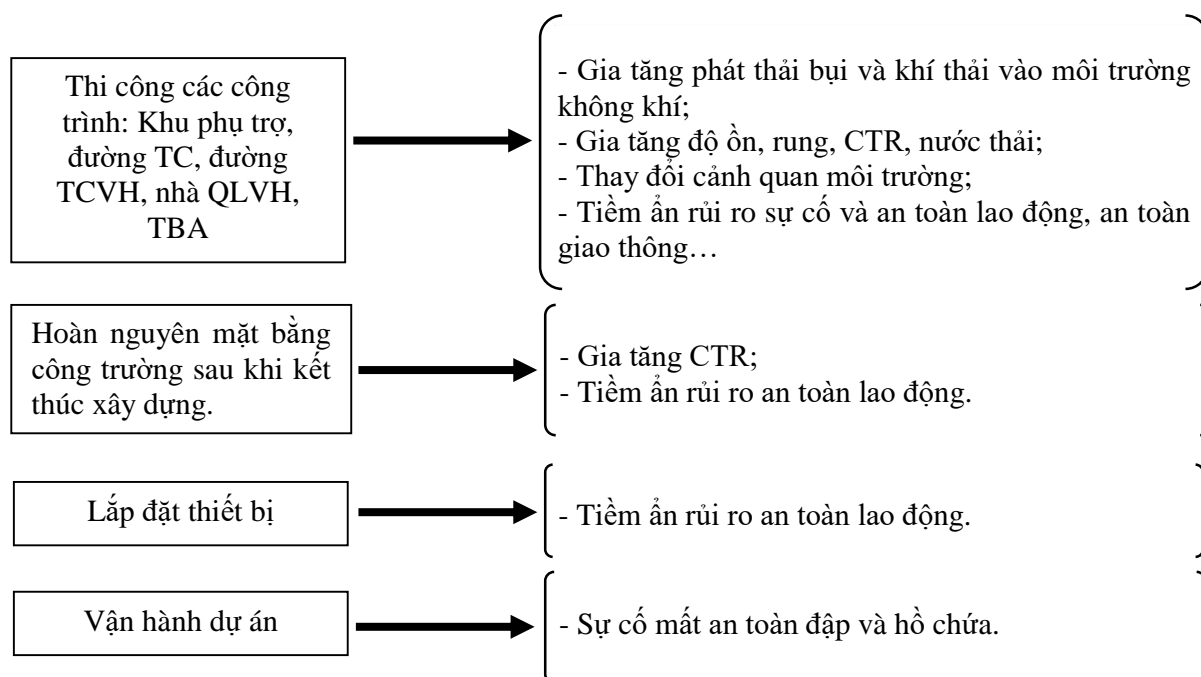 Thi công các công
trình: Khu phụ trợ,
đường TC, đường
TCVH, nhà QLVH,
TBA
- Gia tăng phát thải bụi và khí thải vào môi trường
không khí;
- Gia tăng độ ồn, rung, CTR, nước thải;
- Thay đổi cảnh quan môi trường;
- Tiềm ẩn rủi ro sự cố và an toàn lao động, an toàn
giao thông…
Hoàn nguyên mặt bằng
công trường sau khi kết
thúc xây dựng.
- Gia tăng CTR;
- Tiềm ẩn rủi ro an toàn lao động.
Lắp đặt thiết bị
- Tiềm ẩn rủi ro an toàn lao động.
Vận hành dự án
- Sự cố mất an toàn đập và hồ chứa.